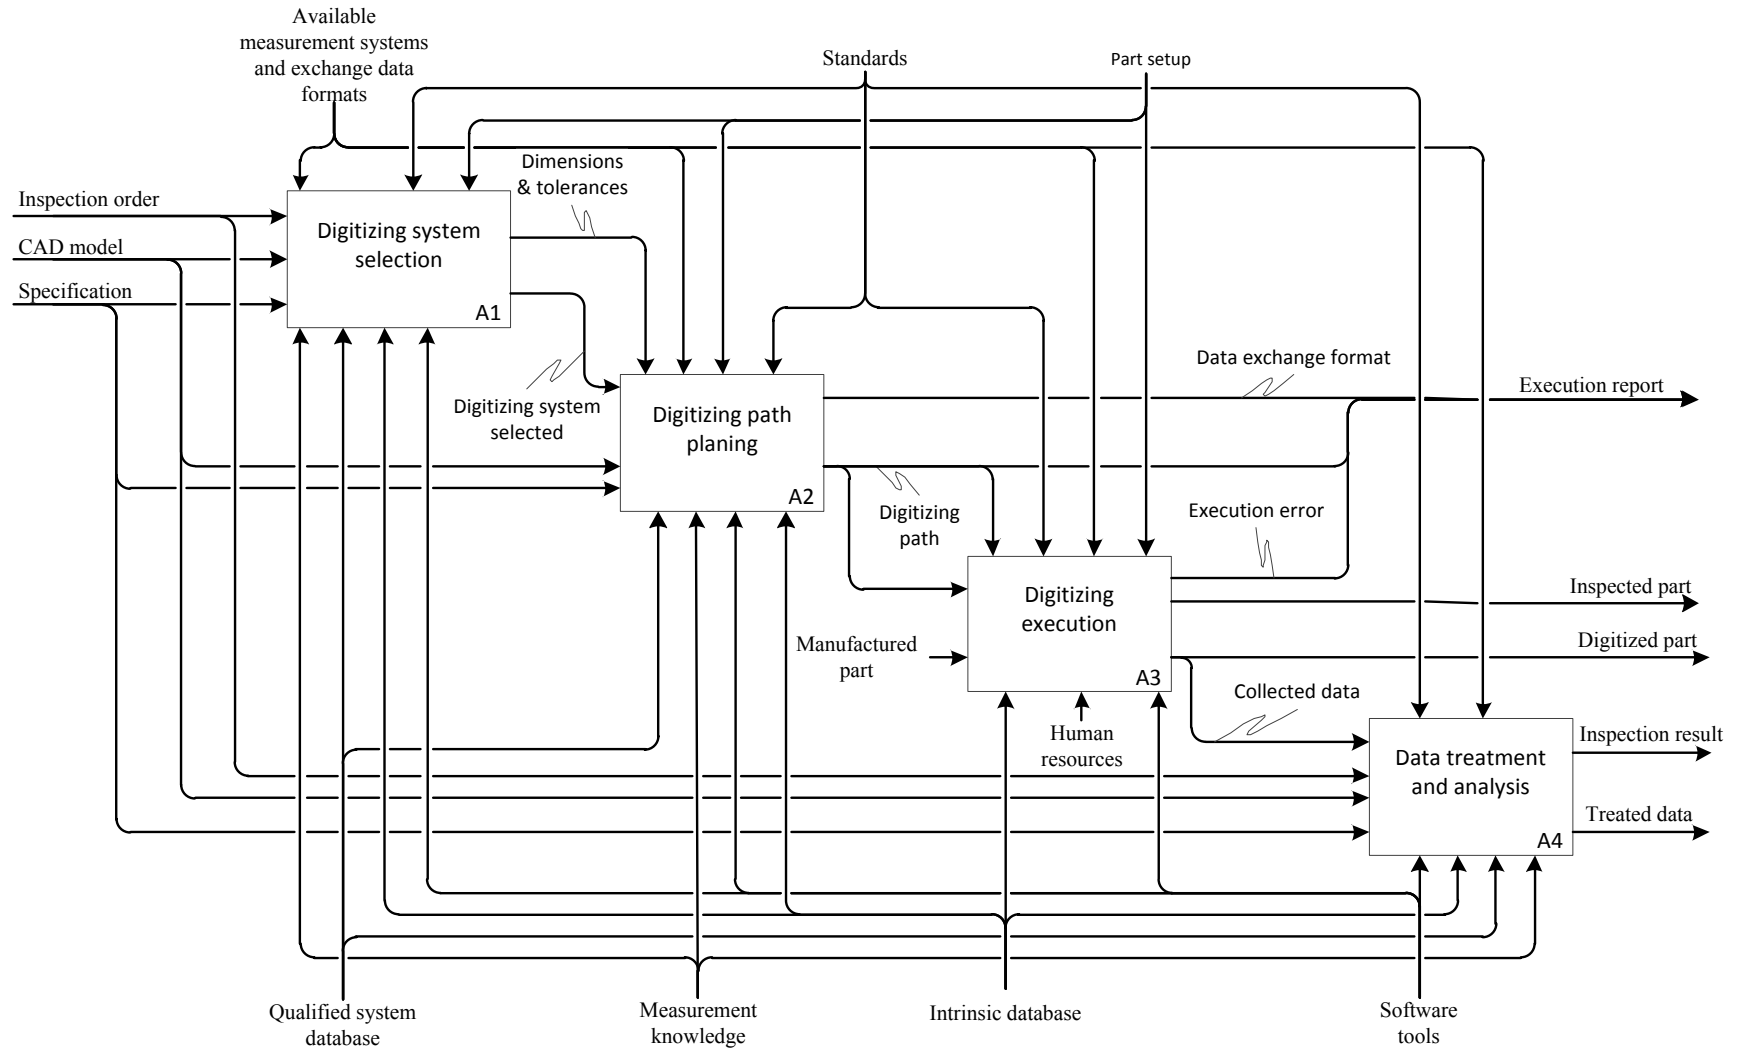 Available
measurement systems
and exchange data
formats
Standards
Part setup
Dimensions
& tolerances
Inspection order
CAD model
Specification
Digitizing system
selection
A1
Digitizing system
selected
Digitizing path
planing
A2
Data exchange format
Execution report
Digitizing
path
Execution error
Digitizing
execution
A3
Manufactured
part
Inspected part
Digitized part
Collected data
Human
resources
Data treatment
and analysis
A4
Inspection result
Treated data
Qualified system
database
Measurement
knowledge
Intrinsic database
Software
tools